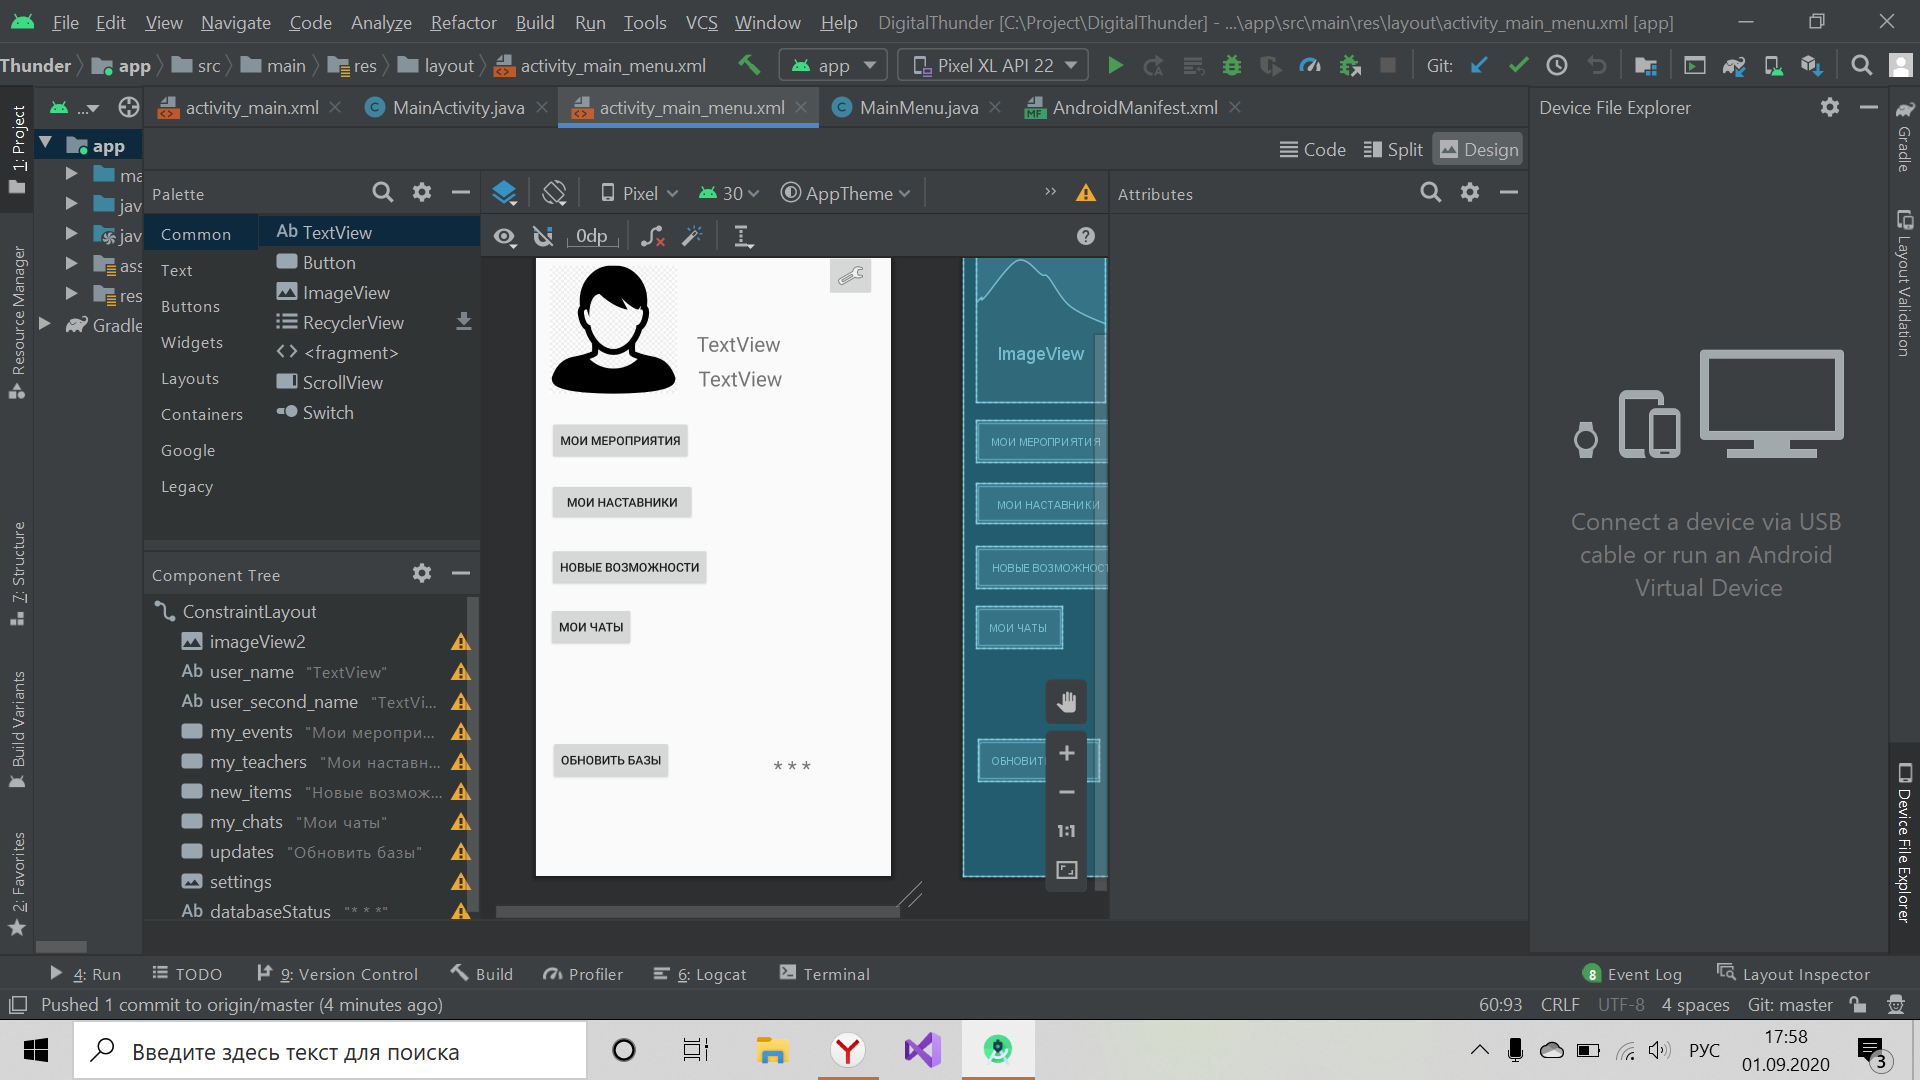 File Edit View Navigate Code Analyze Refactor Build Run Tools VCS Window Help DigitalThunder [C:\Project\DigitalThunder] - ...\app\src\main\res\layout\activity_main_menu.xml [app]
Thunder app src main res layout activity_main_menu.xml app Pixel XL API 22 Git:
... activity_main.xml MainActivity.java activity_main_menu.xml MainMenu.java AndroidManifest.xml Device File Explorer
1: Project
Resource Manager
7: Structure
Build Variants
2: Favorites
app
ma
jav
jav
ass
res
Gradle
Code Split Design
Palette
Common
Text
Buttons
Widgets
Layouts
Containers
Google
Legacy
Ab TextView
Button
ImageView
RecyclerView
<> <fragment>
ScrollView
Switch
Pixel 30 AppTheme »
0dp ?
Attributes
TextView
TextView
МОИ МЕРОПРИЯТИЯ
МОИ НАСТАВНИКИ
НОВЫЕ ВОЗМОЖНОСТИ
МОИ ЧАТЫ
ОБНОВИТЬ БАЗЫ
* * *
ImageView
МОИ МЕРОПРИЯТИЯ
МОИ НАСТАВНИКИ
НОВЫЕ ВОЗМОЖНОСТ
МОИ ЧАТЫ
ОБНОВИТЬ
+
−
1:1
Component Tree
ConstraintLayout
imageView2
Ab user_name "TextView"
Ab user_second_name "TextVi...
my_events "Мои меропри...
my_teachers "Мои наставн...
new_items "Новые возмож...
my_chats "Мои чаты"
updates "Обновить базы"
settings
Ab databaseStatus "* * *"
Connect a device via USB
cable or run an Android
Virtual Device
Gradle
Layout Validation
Device File Explorer
4: Run TODO 9: Version Control Build Profiler 6: Logcat Terminal 8 Event Log Layout Inspector
Pushed 1 commit to origin/master (4 minutes ago) 60:93 CRLF UTF-8 4 spaces Git: master
Введите здесь текст для поиска
РУС
17:58
01.09.2020
3